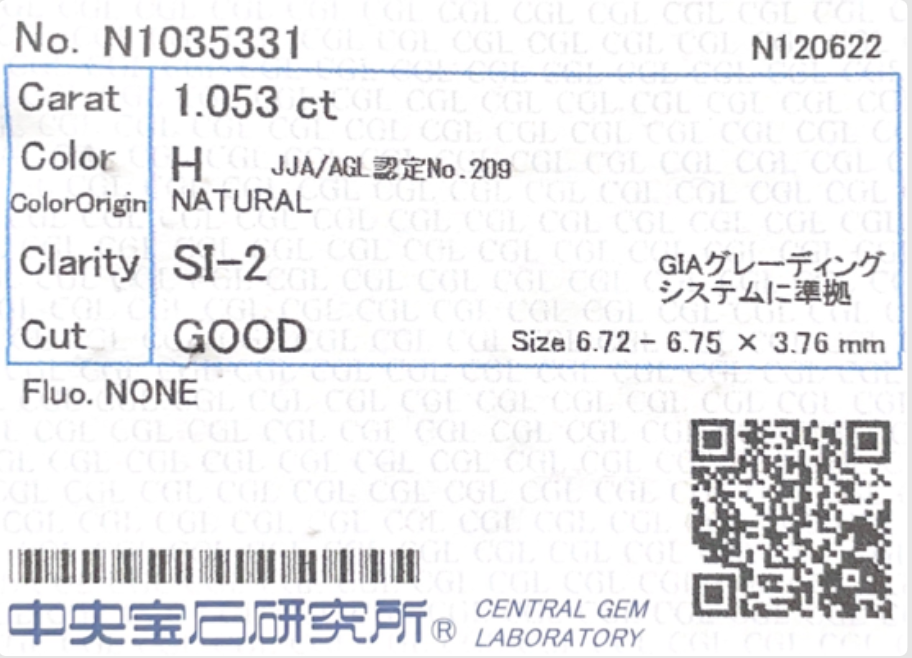 No. N1035331 N120622
Carat 1.053 ct
Color H JJA/AGL認定No.209
ColorOrigin NATURAL
Clarity SI-2 GIAグレーディング
システムに準拠
Cut GOOD Size 6.72 - 6.75 × 3.76 mm
Fluo. NONE
中央宝石研究所® CENTRAL GEM
LABORATORY